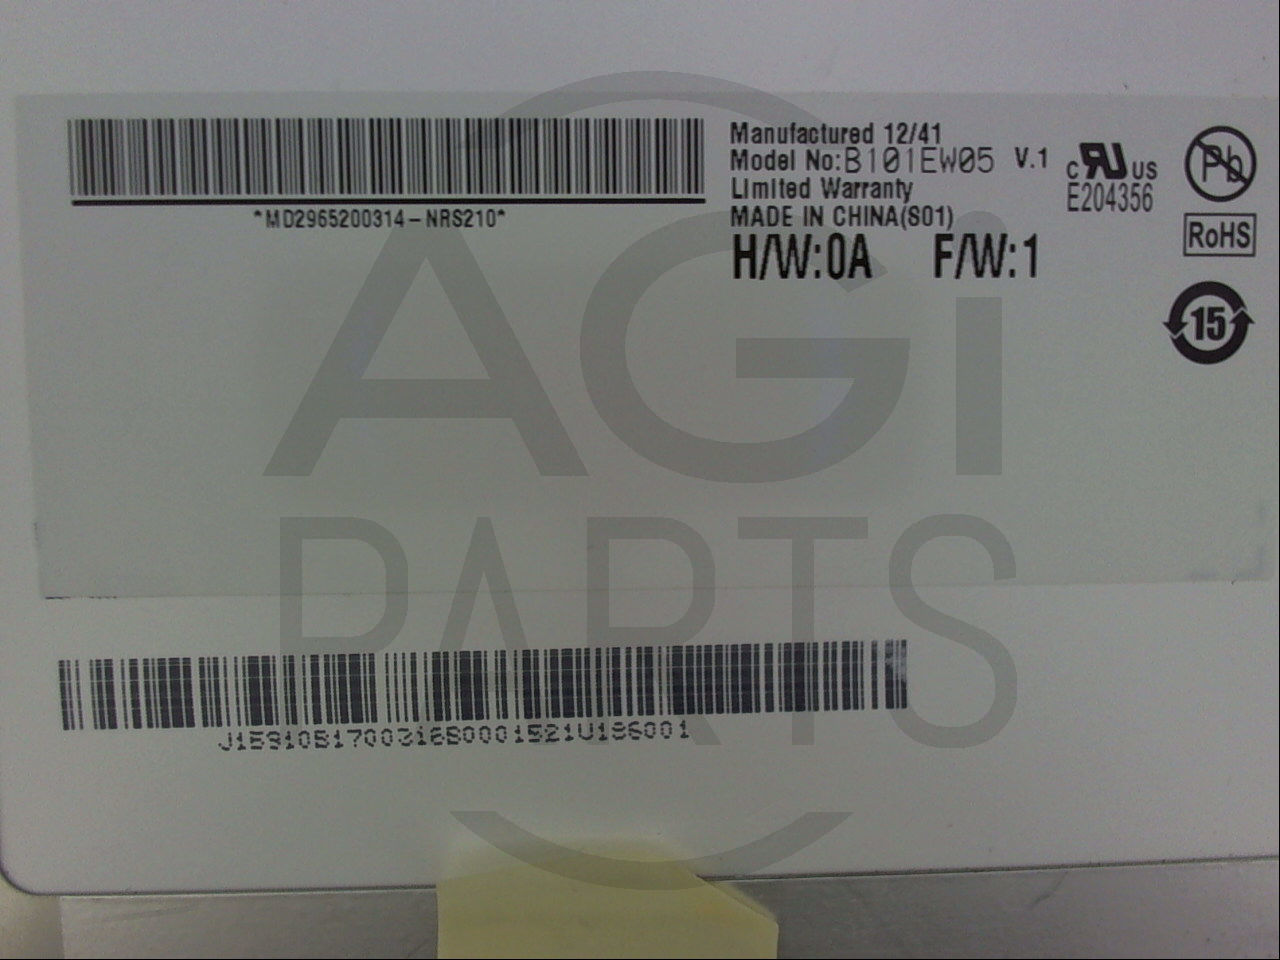 *MD2965200314-NRS210*
Manufactured 12/41
Model No:B101EW05 V.1
Limited Warranty
MADE IN CHINA(S01)
H/W:0A F/W:1
c RU US
E204356
Pb
RoHS
15
AGi
PARTS